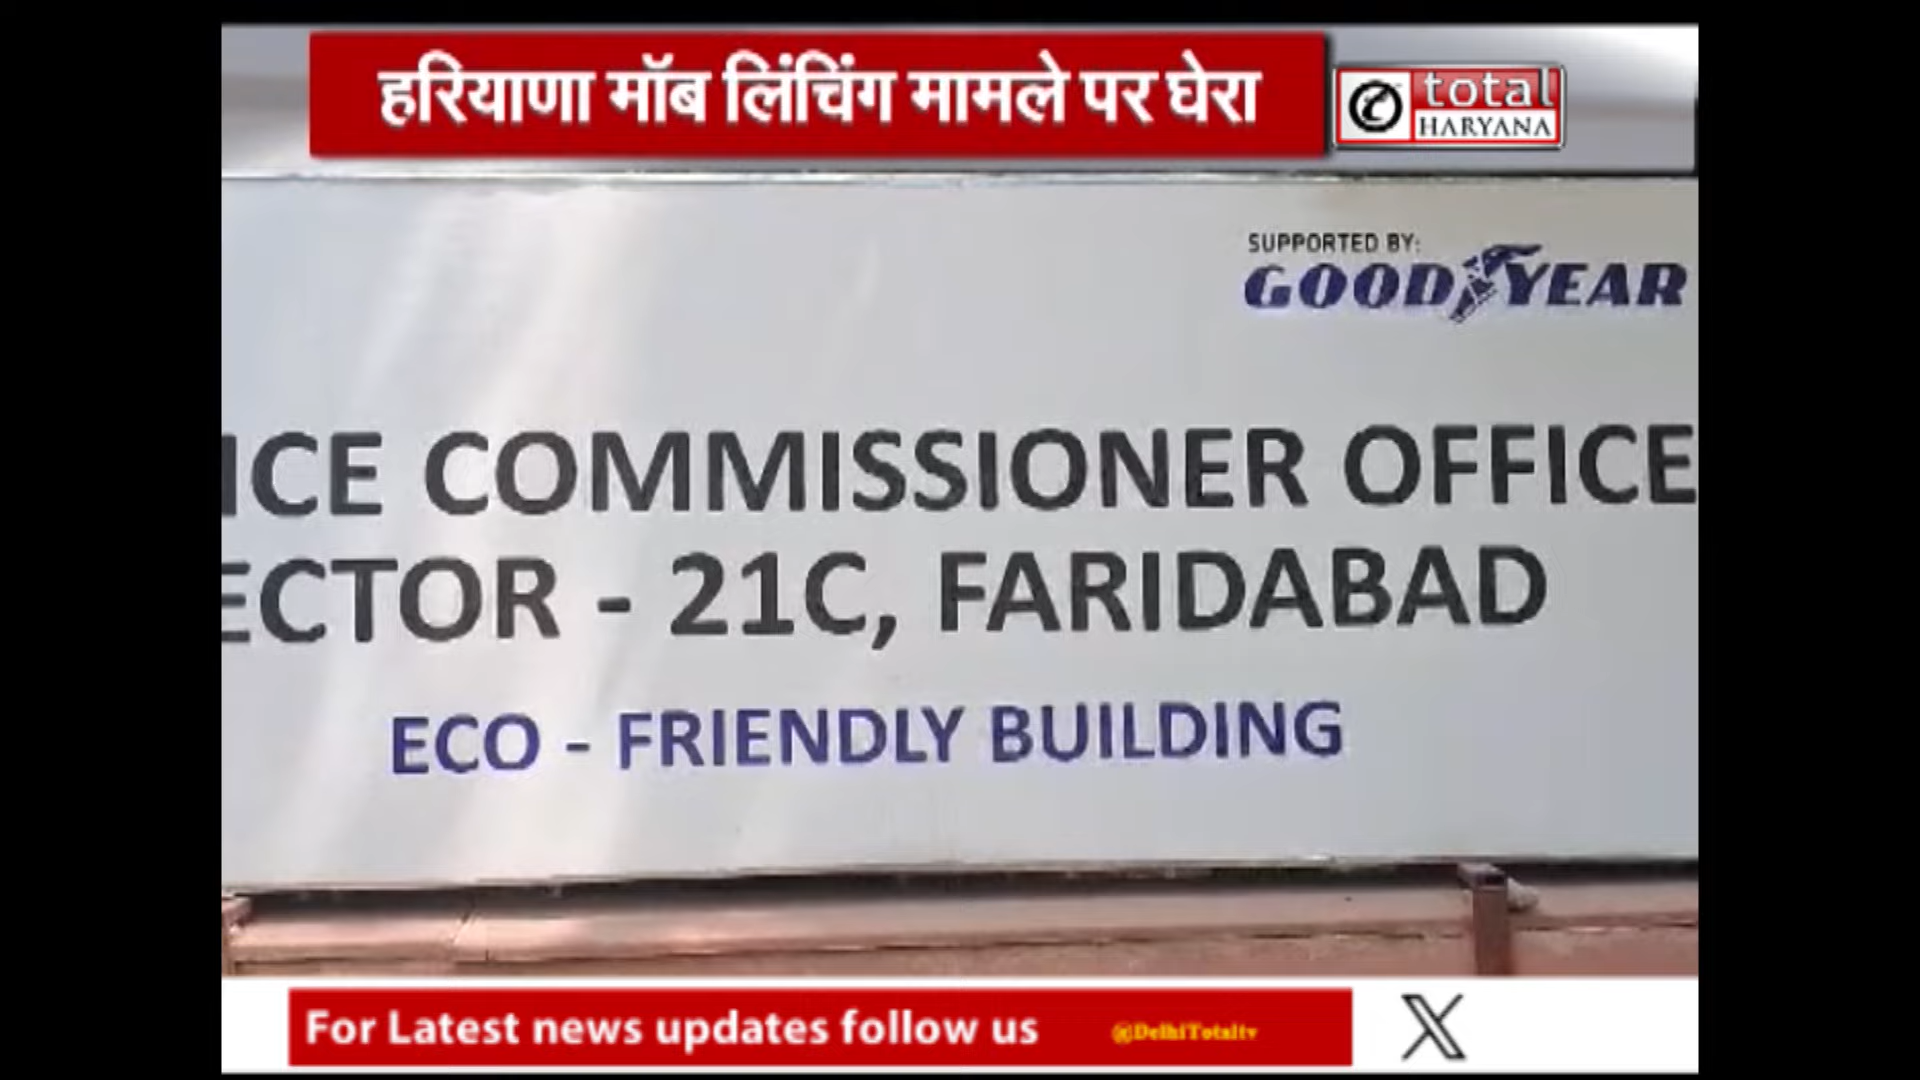 हरियाणा मॉब लिंचिंग मामले पर घेरा
total
HARYANA
SUPPORTED BY:
GOODYEAR
ICE COMMISSIONER OFFICE
ECTOR - 21C, FARIDABAD
ECO - FRIENDLY BUILDING
For Latest news updates follow us @DelhiTotaltv X